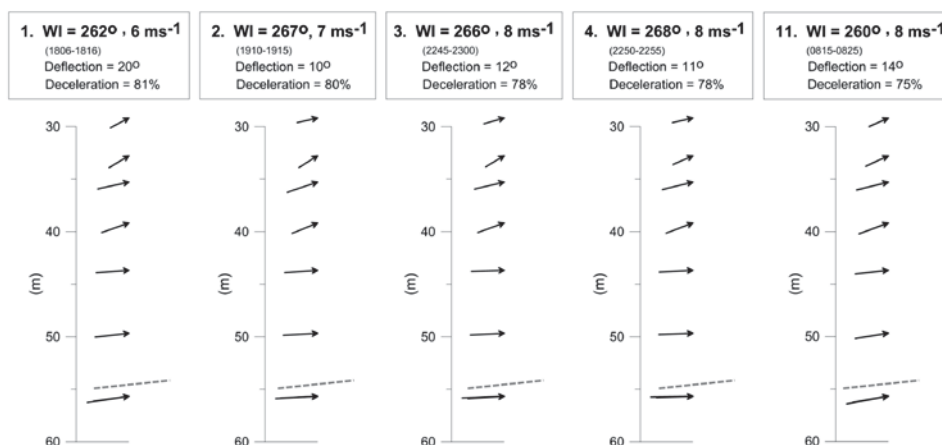 1. WI = 262º, 6 ms⁻¹
(1806-1816)
Deflection = 20º
Deceleration = 81%
2. WI = 267º, 7 ms⁻¹
(1910-1915)
Deflection = 10º
Deceleration = 80%
3. WI = 266º, 8 ms⁻¹
(2245-2300)
Deflection = 12º
Deceleration = 78%
4. WI = 268º, 8 ms⁻¹
(2250-2255)
Deflection = 11º
Deceleration = 78%
11. WI = 260º, 8 ms⁻¹
(0815-0825)
Deflection = 14º
Deceleration = 75%
30
40
(m)
50
60
30
40
(m)
50
60
30
40
(m)
50
60
30
40
(m)
50
60
30
40
(m)
50
60